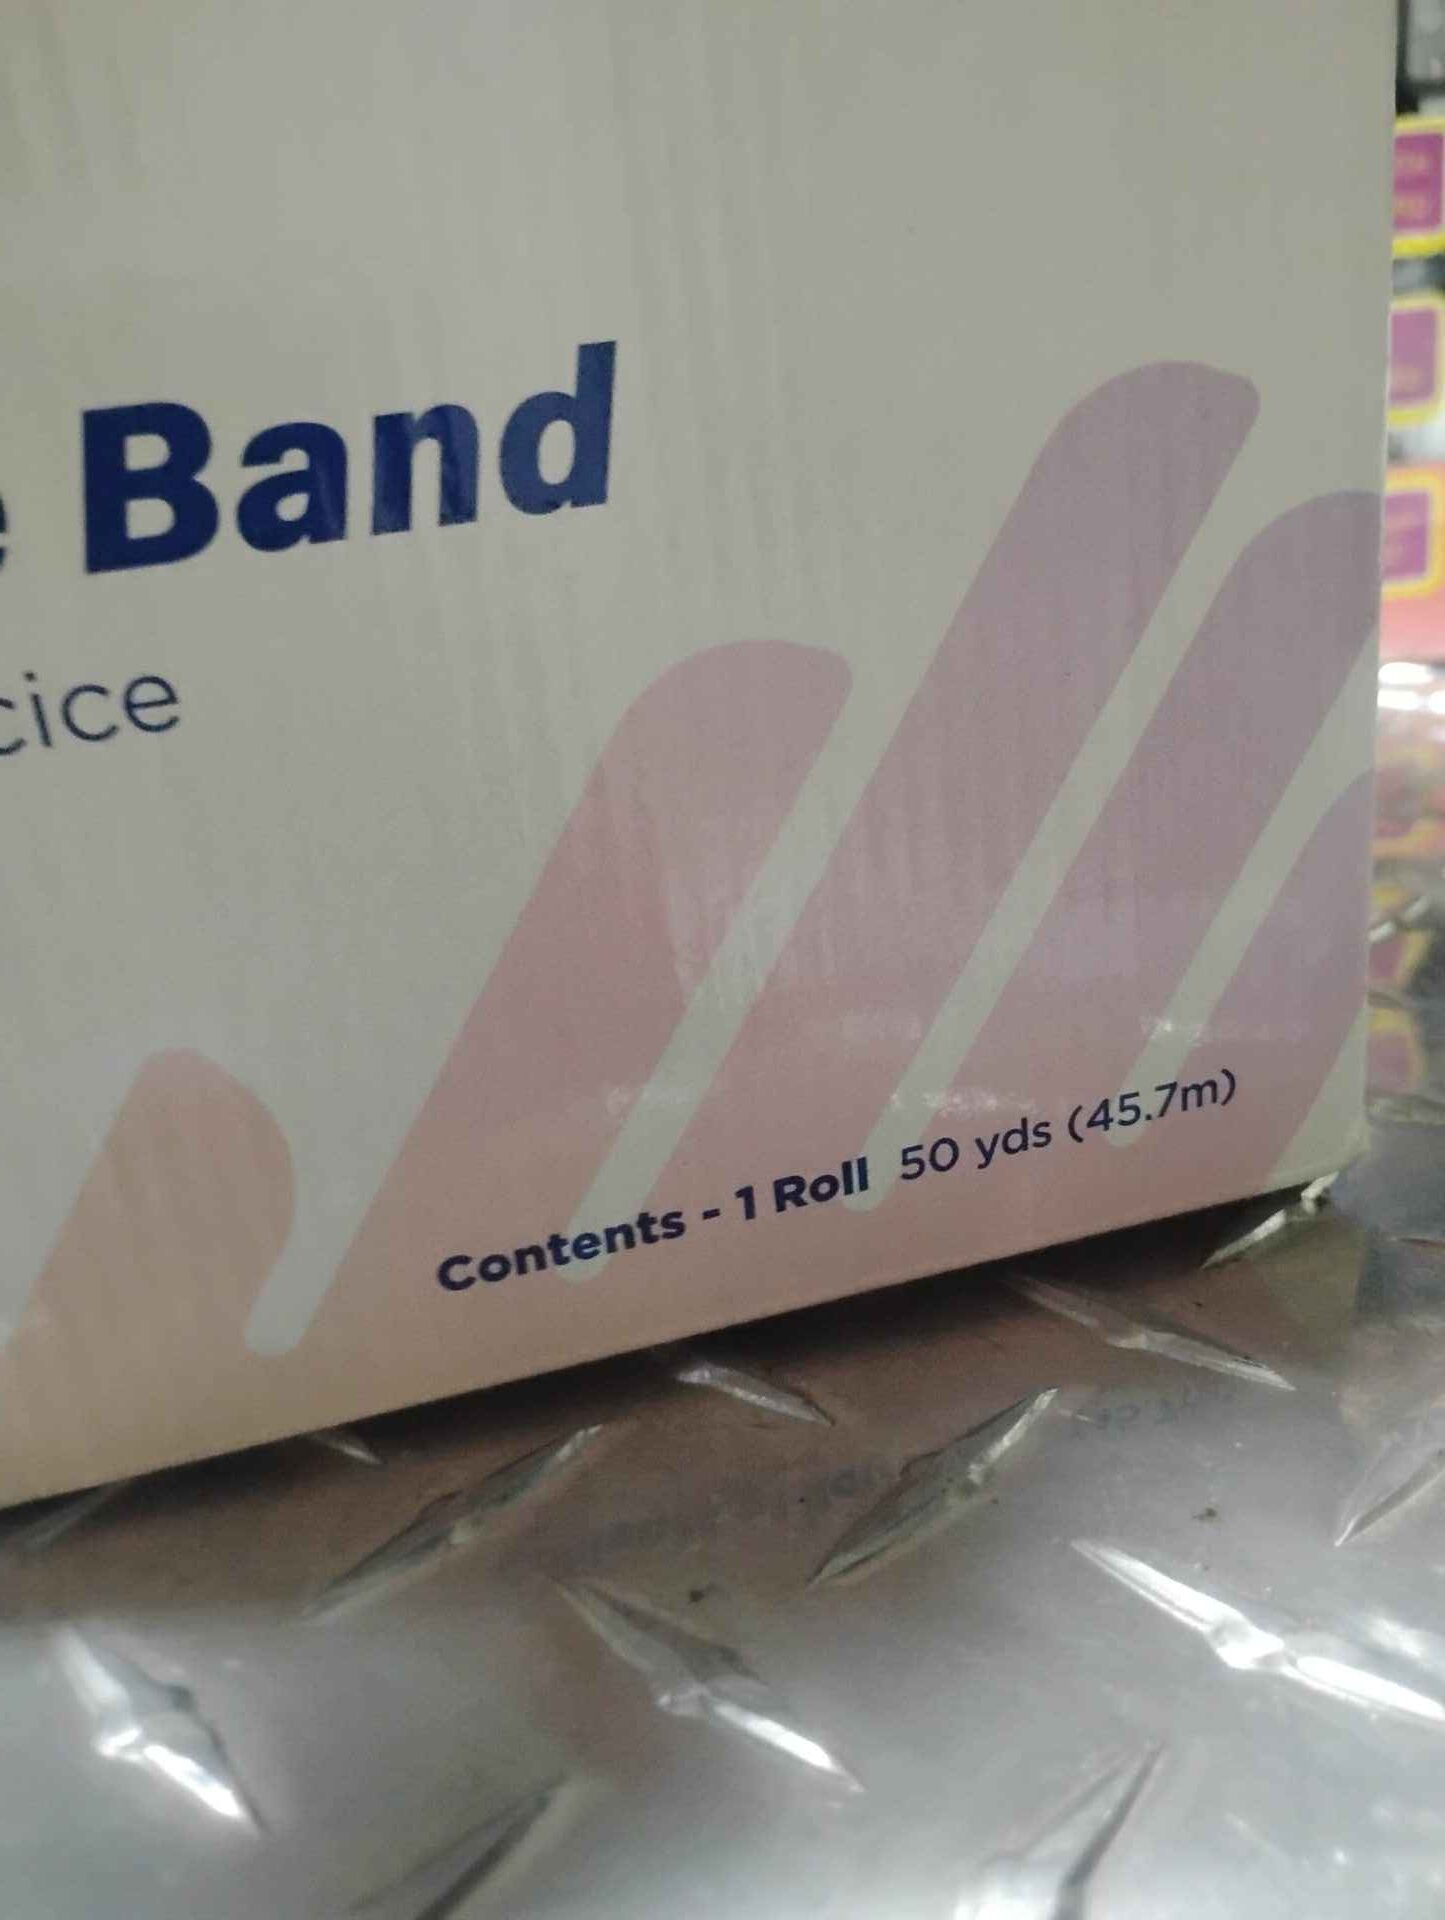 e Band
cice
Contents - 1 Roll 50 yds (45.7m)